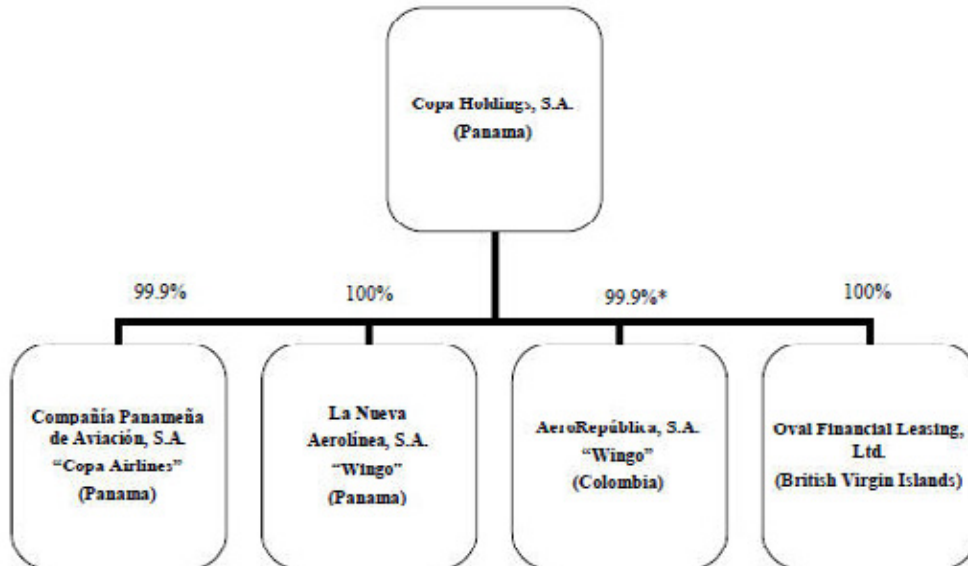 Copa Holdings, S.A.
(Panama)
99.9%
100%
99.9%*
100%
Compañía Panameña
de Aviación, S.A.
“Copa Airlines”
(Panama)
La Nueva
Aerolínea, S.A.
“Wingo”
(Panama)
AeroRepública, S.A.
“Wingo”
(Colombia)
Oval Financial Leasing,
Ltd.
(British Virgin Islands)